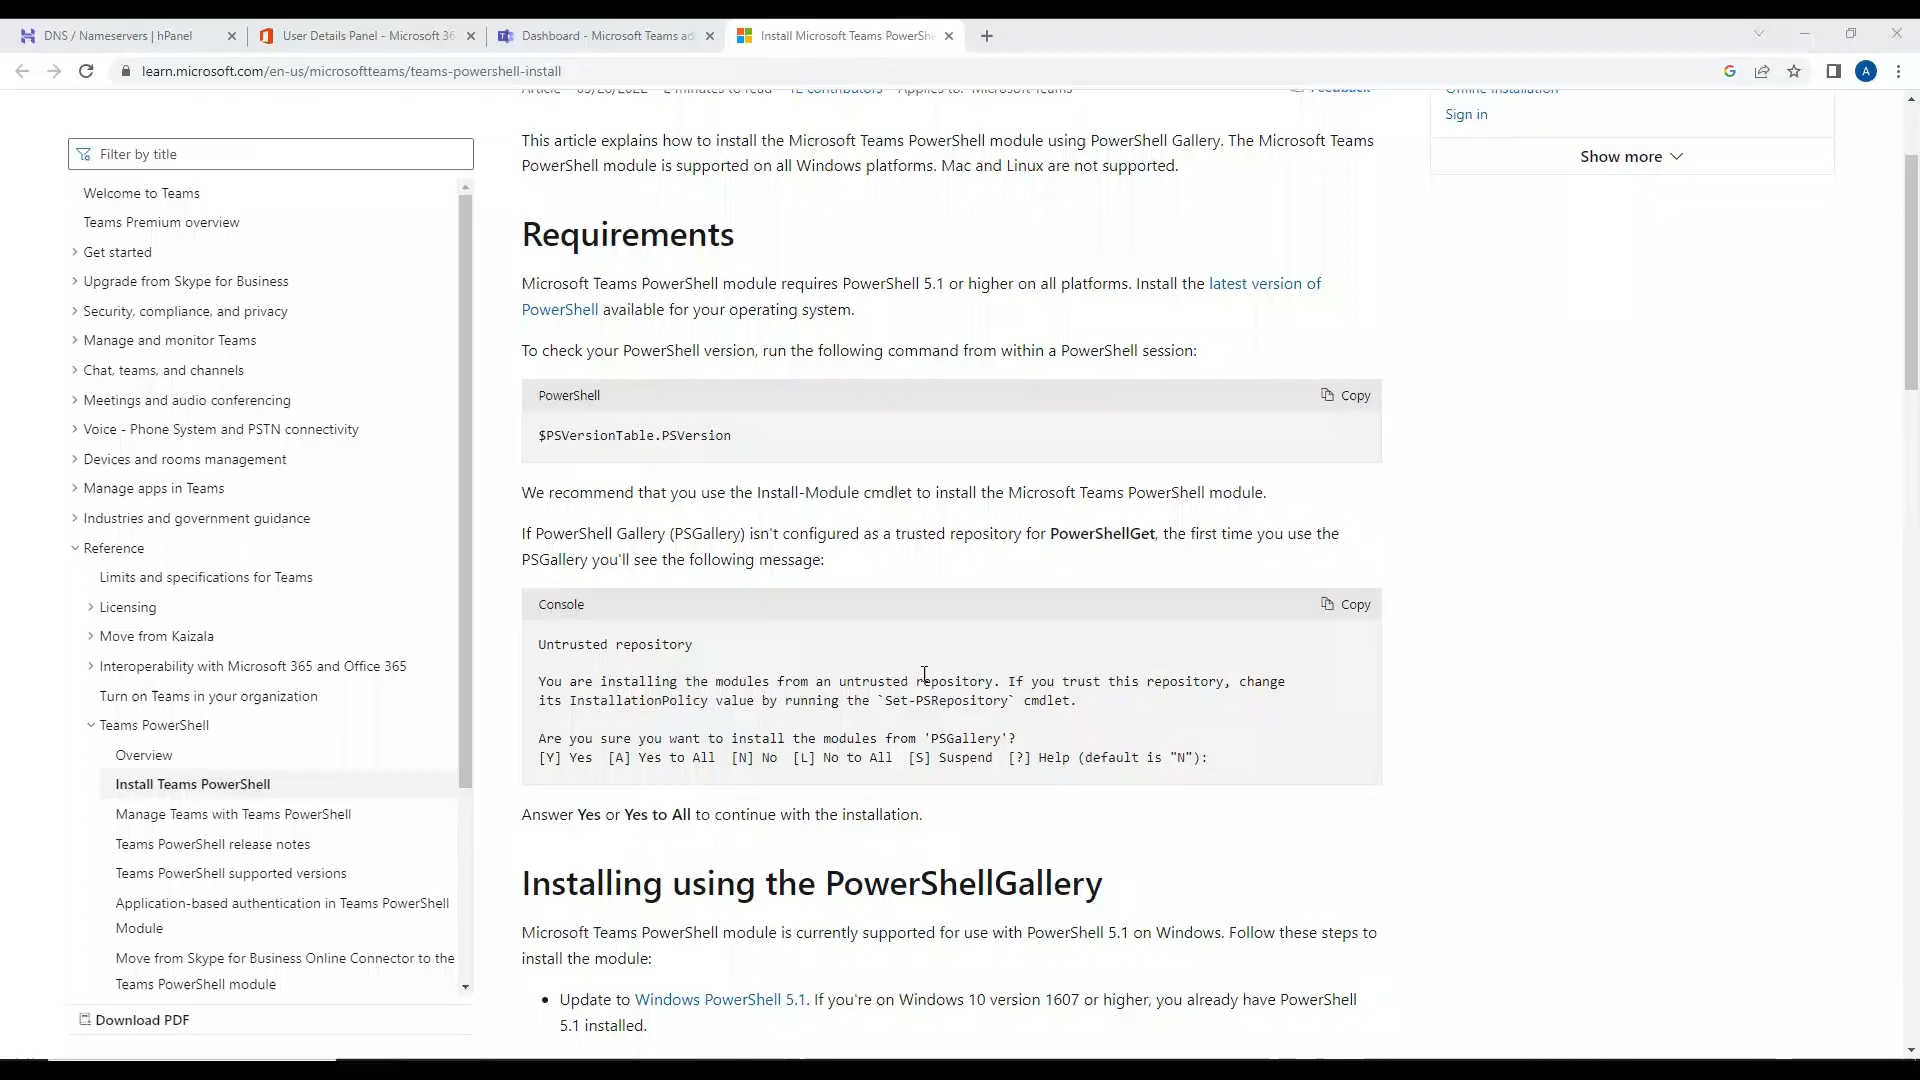 DNS / Nameservers | hPanel
User Details Panel - Microsoft 36
Dashboard - Microsoft Teams ad
Install Microsoft Teams PowerShe
learn.microsoft.com/en-us/microsoftteams/teams-powershell-install
A
Filter by title
Welcome to Teams
Teams Premium overview
Get started
Upgrade from Skype for Business
Security, compliance, and privacy
Manage and monitor Teams
Chat, teams, and channels
Meetings and audio conferencing
Voice - Phone System and PSTN connectivity
Devices and rooms management
Manage apps in Teams
Industries and government guidance
Reference
Limits and specifications for Teams
Licensing
Move from Kaizala
Interoperability with Microsoft 365 and Office 365
Turn on Teams in your organization
Teams PowerShell
Overview
Install Teams PowerShell
Manage Teams with Teams PowerShell
Teams PowerShell release notes
Teams PowerShell supported versions
Application-based authentication in Teams PowerShell
Module
Move from Skype for Business Online Connector to the
Teams PowerShell module
Download PDF
2 minutes to read 12 contributors Applies to: Microsoft Teams
Feedback
This article explains how to install the Microsoft Teams PowerShell module using PowerShell Gallery. The Microsoft Teams
PowerShell module is supported on all Windows platforms. Mac and Linux are not supported.
Requirements
Microsoft Teams PowerShell module requires PowerShell 5.1 or higher on all platforms. Install the latest version of
PowerShell available for your operating system.
To check your PowerShell version, run the following command from within a PowerShell session:
PowerShell
Copy
$PSVersionTable.PSVersion
We recommend that you use the Install-Module cmdlet to install the Microsoft Teams PowerShell module.
If PowerShell Gallery (PSGallery) isn't configured as a trusted repository for PowerShellGet, the first time you use the
PSGallery you'll see the following message:
Console
Copy
Untrusted repository
You are installing the modules from an untrusted repository. If you trust this repository, change
its InstallationPolicy value by running the `Set-PSRepository` cmdlet.
Are you sure you want to install the modules from 'PSGallery'?
[Y] Yes [A] Yes to All [N] No [L] No to All [S] Suspend [?] Help (default is "N"):
Answer Yes or Yes to All to continue with the installation.
Installing using the PowerShellGallery
Microsoft Teams PowerShell module is currently supported for use with PowerShell 5.1 on Windows. Follow these steps to
install the module:
• Update to Windows PowerShell 5.1. If you're on Windows 10 version 1607 or higher, you already have PowerShell
5.1 installed.
Online installation
Sign in
Show more